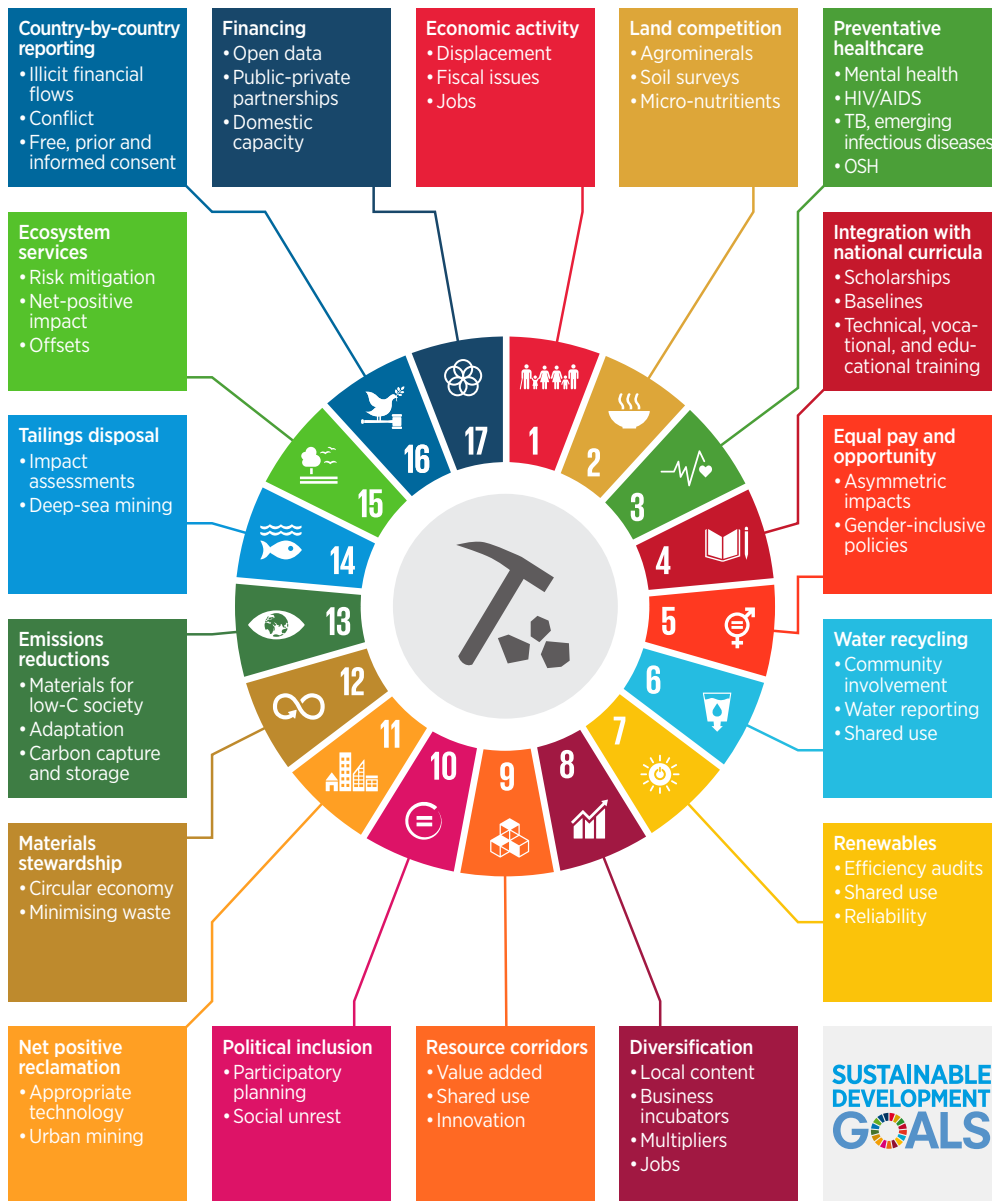 Country-by-country
reporting
• Illicit financial
flows
• Conflict
• Free, prior and
informed consent
Financing
• Open data
• Public-private
partnerships
• Domestic
capacity
Economic activity
• Displacement
• Fiscal issues
• Jobs
Land competition
• Agrominerals
• Soil surveys
• Micro-nutritients
Preventative
healthcare
• Mental health
• HIV/AIDS
• TB, emerging
infectious diseases
• OSH
Ecosystem
services
• Risk mitigation
• Net-positive
impact
• Offsets
Integration with
national curricula
• Scholarships
• Baselines
• Technical, voca-
tional, and edu-
cational training
Tailings disposal
• Impact
assessments
• Deep-sea mining
Equal pay and
opportunity
• Asymmetric
impacts
• Gender-inclusive
policies
Emissions
reductions
• Materials for
low-C society
• Adaptation
• Carbon capture
and storage
Water recycling
• Community
involvement
• Water reporting
• Shared use
Materials
stewardship
• Circular economy
• Minimising waste
Renewables
• Efficiency audits
• Shared use
• Reliability
Net positive
reclamation
• Appropriate
technology
• Urban mining
Political inclusion
• Participatory
planning
• Social unrest
Resource corridors
• Value added
• Shared use
• Innovation
Diversification
• Local content
• Business
incubators
• Multipliers
• Jobs
SUSTAINABLE
DEVELOPMENT
GOALS
1
2
3
4
5
6
7
8
9
10
11
12
13
14
15
16
17